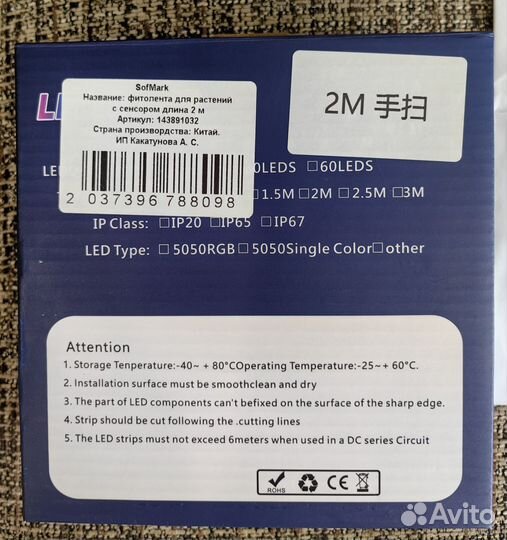 SofMark
Название: фитолента для растений
с сенсором длина 2 м
Артикул: 143891032
Страна производства: Китай.
ИП Какатунова А. С.
2 037396 788098
2M 手扫
LE
LED 0LEDS □60LEDS
□1.5M□2M □2.5M□3M
IP Class: □IP20 □IP65 □IP67
LED Type: □5050RGB□5050Single Color□other
Attention
1. Storage Tenperature:-40~ + 80°COperating Temperature:-25~+ 60°C.
2. Installation surface must be smoothclean and dry
3. The part of LED components can't befixed on the surface of the sharp edge.
4. Strip should be cut following the .cutting lines
5. The LED strips must not exceed 6meters when used in a DC series Circuit
ROHS
CE
Avito